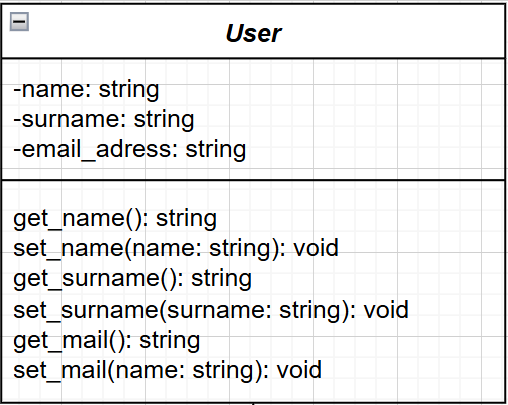 User
-name: string
-surname: string
-email_adress: string
get_name(): string
set_name(name: string): void
get_surname(): string
set_surname(surname: string): void
get_mail(): string
set_mail(name: string): void